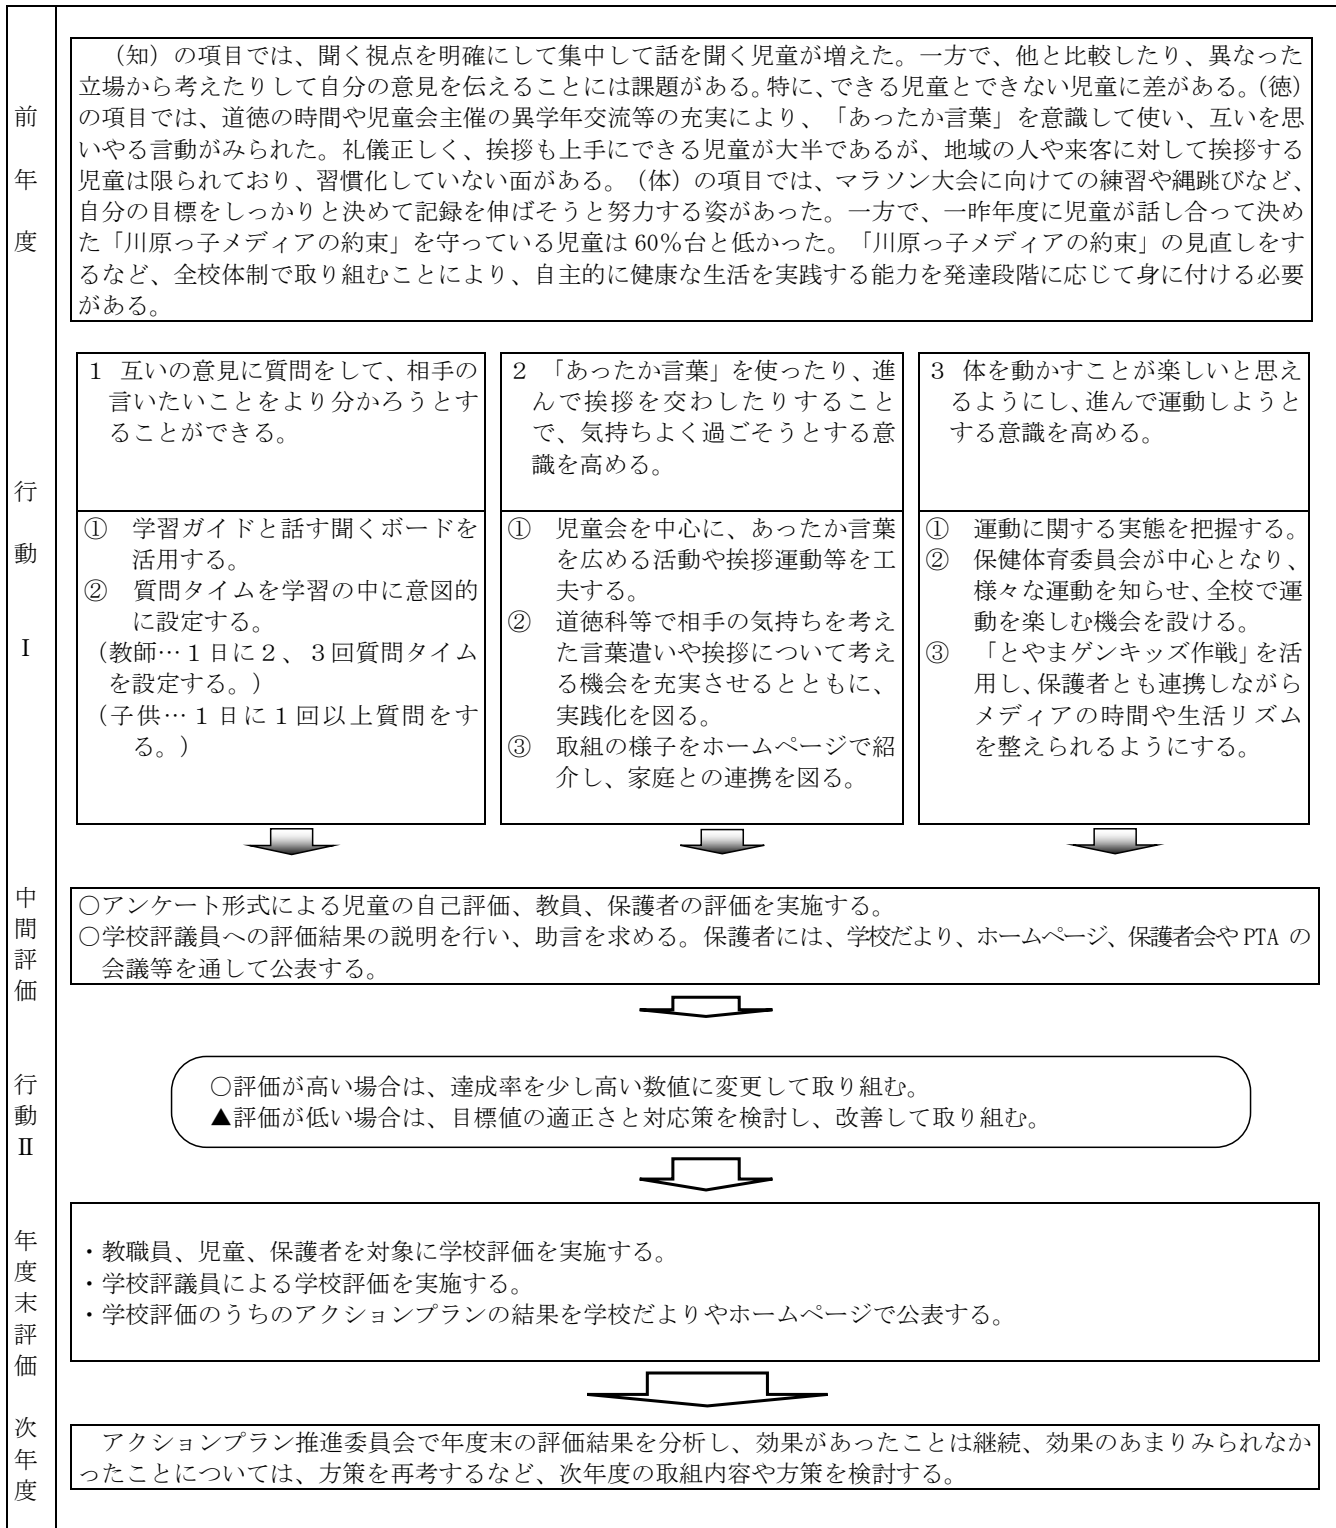 前年度
（知）の項目では、聞く視点を明確にして集中して話を聞く児童が増えた。一方で、他と比較したり、異なった
立場から考えたりして自分の意見を伝えることには課題がある。特に、できる児童とできない児童に差がある。（徳）
の項目では、道徳の時間や児童会主催の異学年交流等の充実により、「あったか言葉」を意識して使い、互いを思
いやる言動がみられた。礼儀正しく、挨拶も上手にできる児童が大半であるが、地域の人や来客に対して挨拶する
児童は限られており、習慣化していない面がある。（体）の項目では、マラソン大会に向けての練習や縄跳びなど、
自分の目標をしっかりと決めて記録を伸ばそうと努力する姿があった。一方で、一昨年度に児童が話し合って決め
た「川原っ子メディアの約束」を守っている児童は 60％台と低かった。「川原っ子メディアの約束」の見直しをす
るなど、全校体制で取り組むことにより、自主的に健康な生活を実践する能力を発達段階に応じて身に付ける必要
がある。
行動Ⅰ
１ 互いの意見に質問をして、相手の
言いたいことをより分かろうとす
ることができる。
① 学習ガイドと話す聞くボードを
活用する。
② 質問タイムを学習の中に意図的
に設定する。
（教師…１日に２、３回質問タイム
を設定する。）
（子供…１日に１回以上質問をす
る。）
２ 「あったか言葉」を使ったり、進
んで挨拶を交わしたりすること
で、気持ちよく過ごそうとする意
識を高める。
① 児童会を中心に、あったか言葉
を広める活動や挨拶運動等を工
夫する。
② 道徳科等で相手の気持ちを考え
た言葉遣いや挨拶について考え
る機会を充実させるとともに、
実践化を図る。
③ 取組の様子をホームページで紹
介し、家庭との連携を図る。
３ 体を動かすことが楽しいと思え
るようにし、進んで運動しようと
する意識を高める。
① 運動に関する実態を把握する。
② 保健体育委員会が中心となり、
様々な運動を知らせ、全校で運
動を楽しむ機会を設ける。
③ 「とやまゲンキッズ作戦」を活
用し、保護者とも連携しながら
メディアの時間や生活リズム
を整えられるようにする。
中間評価
○アンケート形式による児童の自己評価、教員、保護者の評価を実施する。
○学校評議員への評価結果の説明を行い、助言を求める。保護者には、学校だより、ホームページ、保護者会や PTA の
会議等を通して公表する。
行動Ⅱ
○評価が高い場合は、達成率を少し高い数値に変更して取り組む。
▲評価が低い場合は、目標値の適正さと対応策を検討し、改善して取り組む。
年度末評価
・教職員、児童、保護者を対象に学校評価を実施する。
・学校評議員による学校評価を実施する。
・学校評価のうちのアクションプランの結果を学校だよりやホームページで公表する。
次年度
アクションプラン推進委員会で年度末の評価結果を分析し、効果があったことは継続、効果のあまりみられなか
ったことについては、方策を再考するなど、次年度の取組内容や方策を検討する。